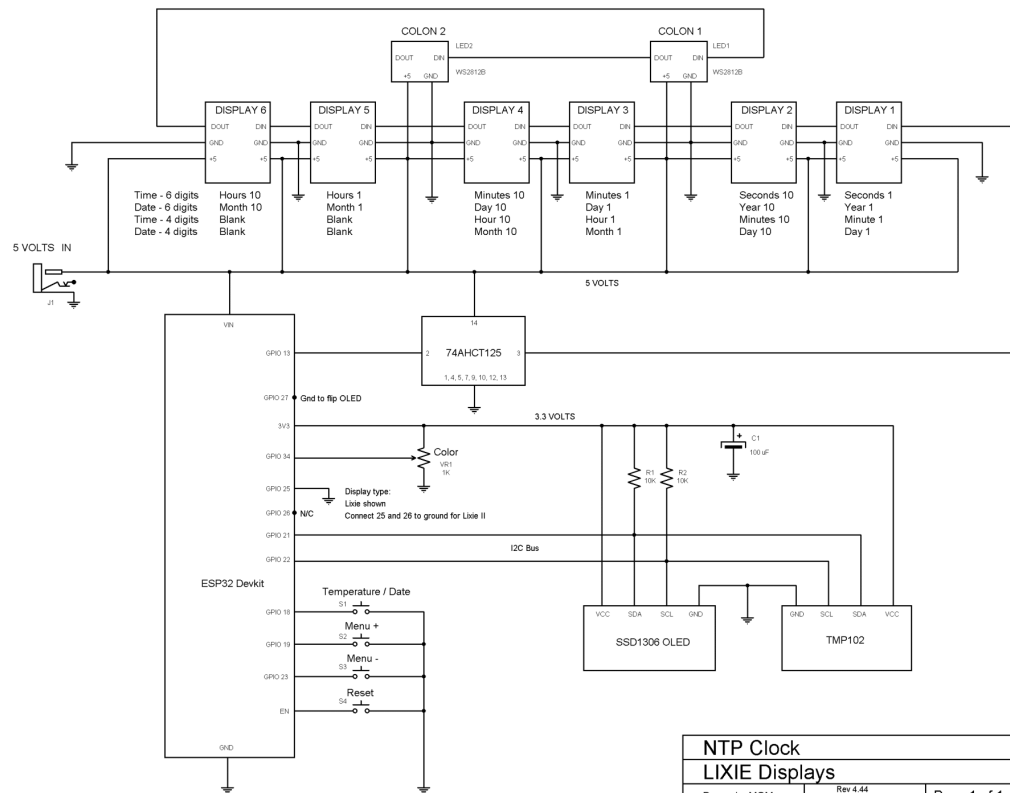 COLON 2
COLON 1
LED2
LED1
DOUT DIN
DOUT DIN
+5 GND
WS2812B
+5 GND
WS2812B
DISPLAY 6
DISPLAY 5
DISPLAY 4
DISPLAY 3
DISPLAY 2
DISPLAY 1
DOUT DIN
DOUT DIN
DOUT DIN
DOUT DIN
DOUT DIN
DOUT DIN
GND GND
GND GND
GND GND
GND GND
GND GND
GND GND
+5 +5
+5 +5
+5 +5
+5 +5
+5 +5
+5 +5
Time - 6 digits Hours 10 Hours 1 Minutes 10 Minutes 1 Seconds 10 Seconds 1
Date - 6 digits Month 10 Month 1 Day 10 Day 1 Year 10 Year 1
Time - 4 digits Blank Blank Hour 10 Hour 1 Minutes 10 Minute 1
Date - 4 digits Blank Blank Month 10 Month 1 Day 10 Day 1
5 VOLTS IN
J1
5 VOLTS
VIN
14
GPIO 13
2 74AHCT125 3
1, 4, 5, 7, 9, 10, 12, 13
GPIO 27 Gnd to flip OLED
3V3
3.3 VOLTS
GPIO 34
Color
VR1
1K
C1
100 uF
R1
10K
R2
10K
GPIO 25
Display type:
Lixie shown
Connect 25 and 26 to ground for Lixie II
GPIO 26 N/C
GPIO 21
I2C Bus
GPIO 22
ESP32 Devkit
Temperature / Date
GPIO 18 S1
Menu +
GPIO 19 S2
Menu -
GPIO 23 S3
Reset
EN S4
VCC SDA SCL GND
SSD1306 OLED
GND SCL SDA VCC
TMP102
GND
NTP Clock
LIXIE Displays
Rev 4.44